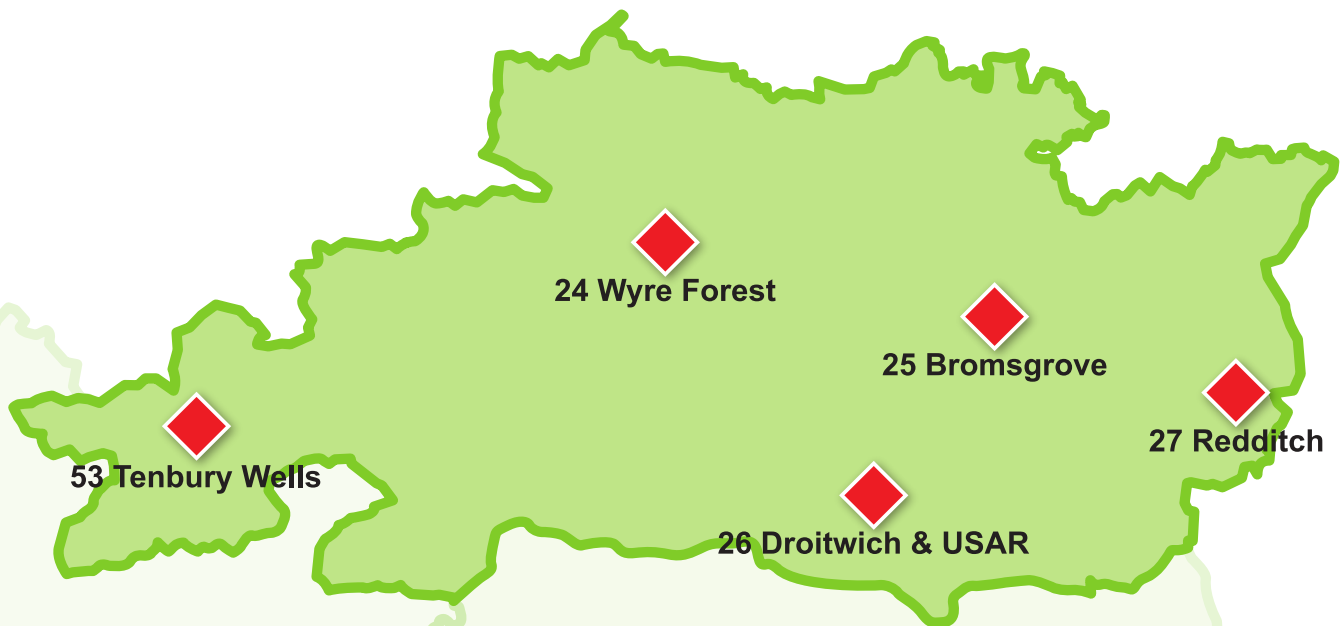 24 Wyre Forest
25 Bromsgrove
27 Redditch
53 Tenbury Wells
26 Droitwich & USAR